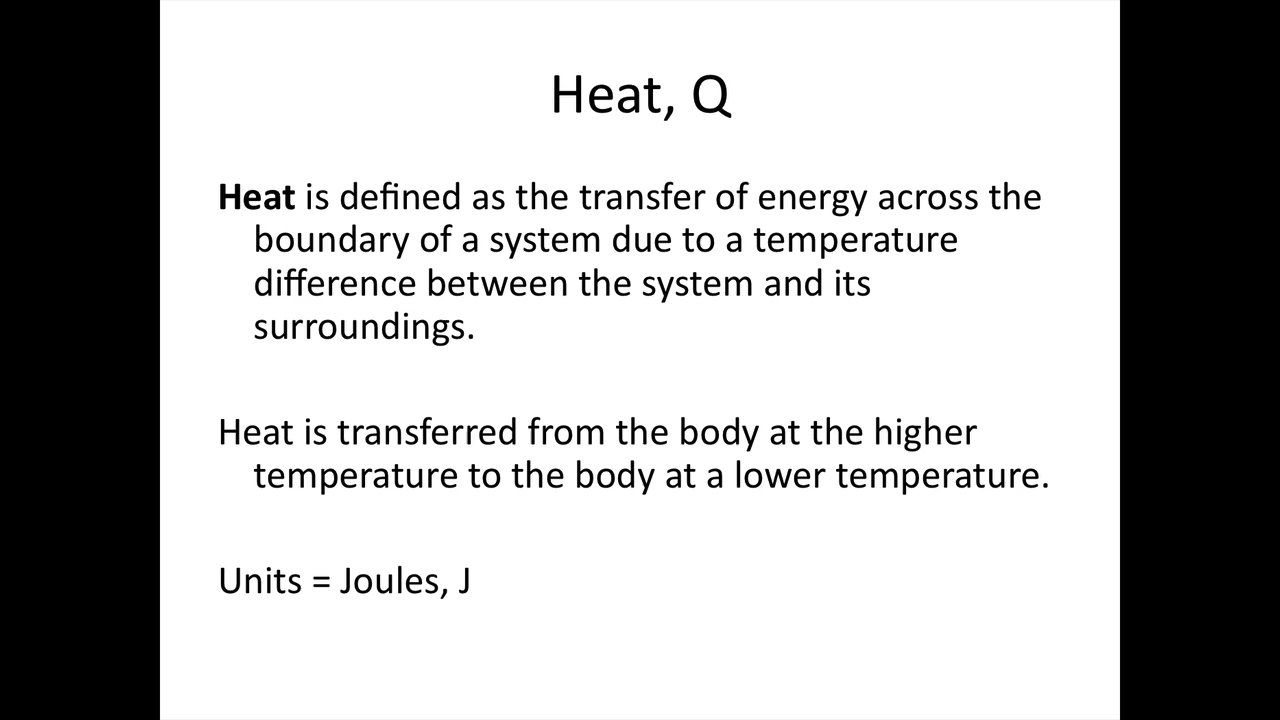 Heat, Q
Heat is defined as the transfer of energy across the
boundary of a system due to a temperature
difference between the system and its
surroundings.
Heat is transferred from the body at the higher
temperature to the body at a lower temperature.
Units = Joules, J